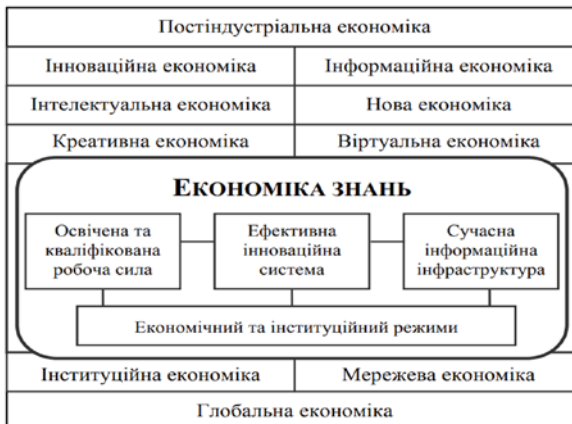 Постіндустріальна економіка
Інноваційна економіка
Інформаційна економіка
Інтелектуальна економіка
Нова економіка
Креативна економіка
Віртуальна економіка
ЕКОНОМІКА ЗНАНЬ
Освічена та
кваліфікована
робоча сила
Ефективна
інноваційна
система
Сучасна
інформаційна
інфраструктура
Економічний та інституційний режими
Інституційна економіка
Мережева економіка
Глобальна економіка